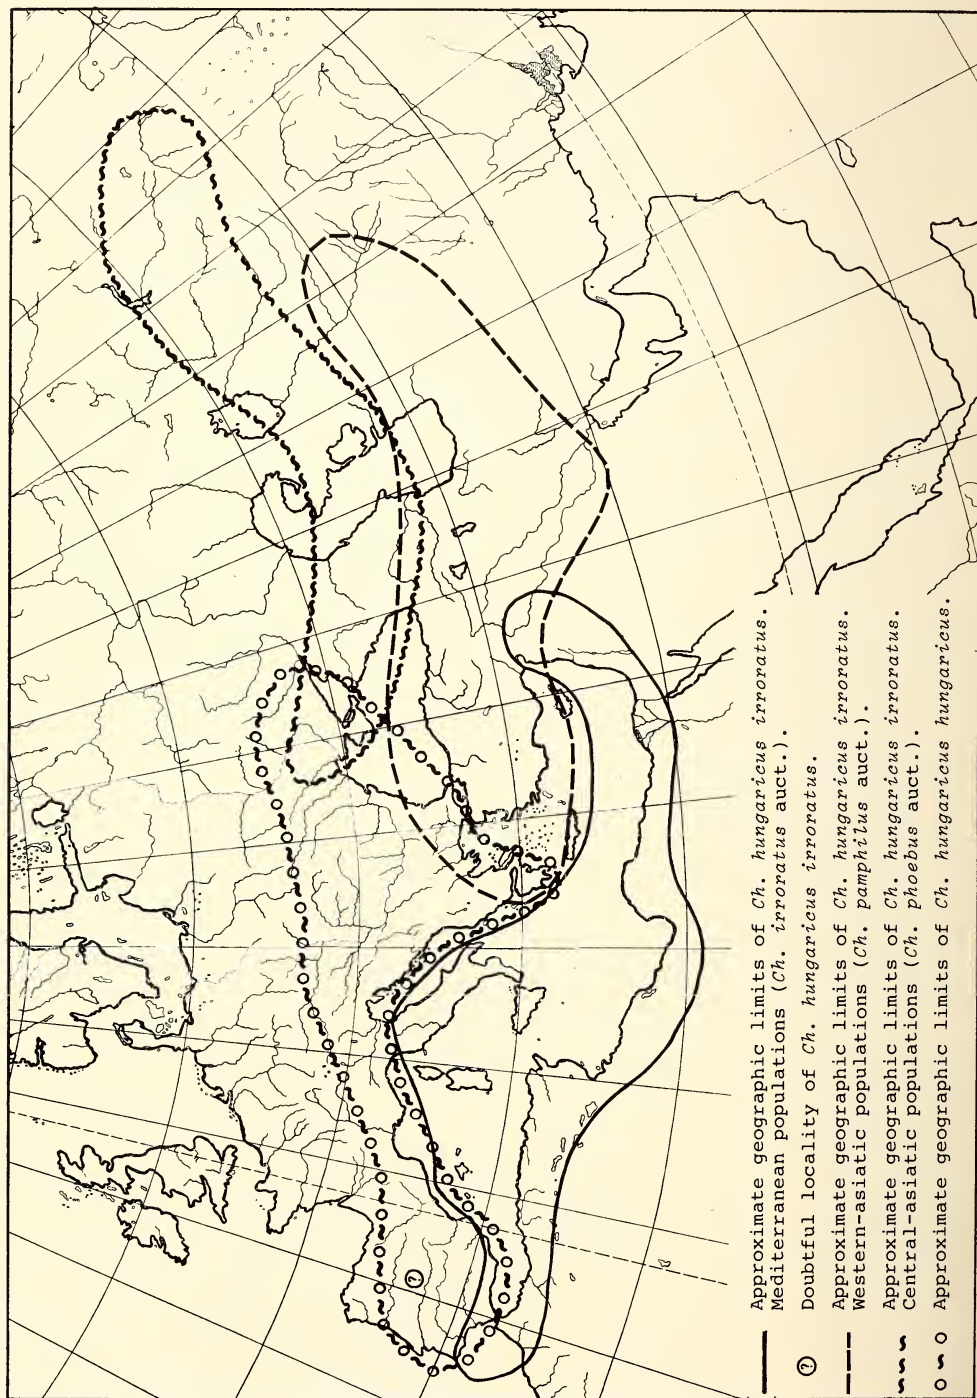 Approximate geographic limits of Ch. hungaricus irroratus.
Mediterranean populations (Ch. irroratus auct.).
? Doubtful locality of Ch. hungaricus irroratus.
Approximate geographic limits of Ch. hungaricus irroratus.
Western-asiatic populations (Ch. pamphilus auct.).
Approximate geographic limits of Ch. hungaricus irroratus.
Central-asiatic populations (Ch. phoebus auct.).
Approximate geographic limits of Ch. hungaricus hungaricus.
?